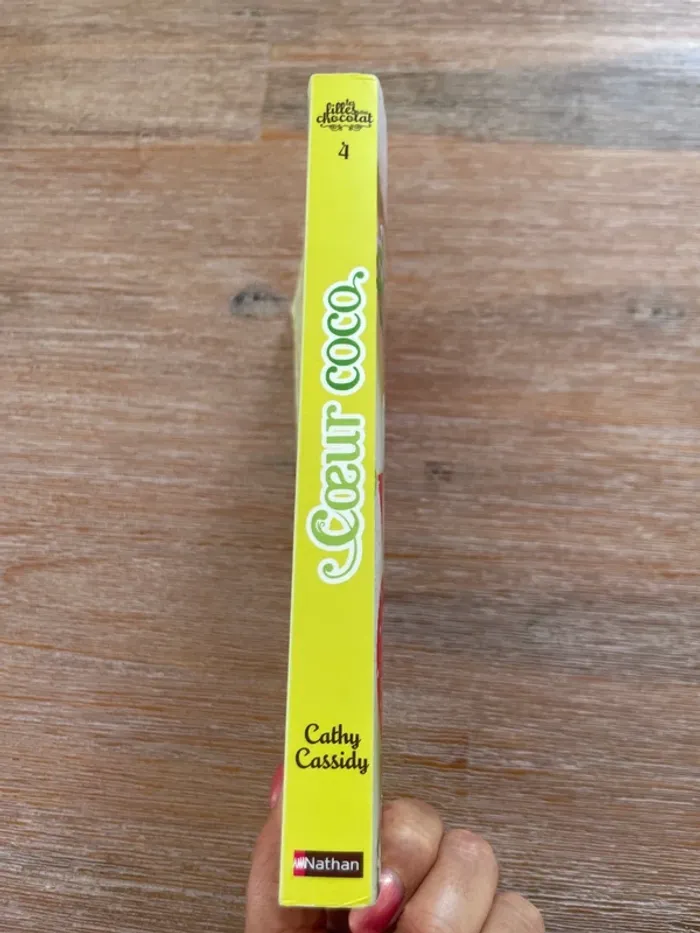 les
filles au
chocolat
4
Cœur coco
Cathy
Cassidy
Nathan